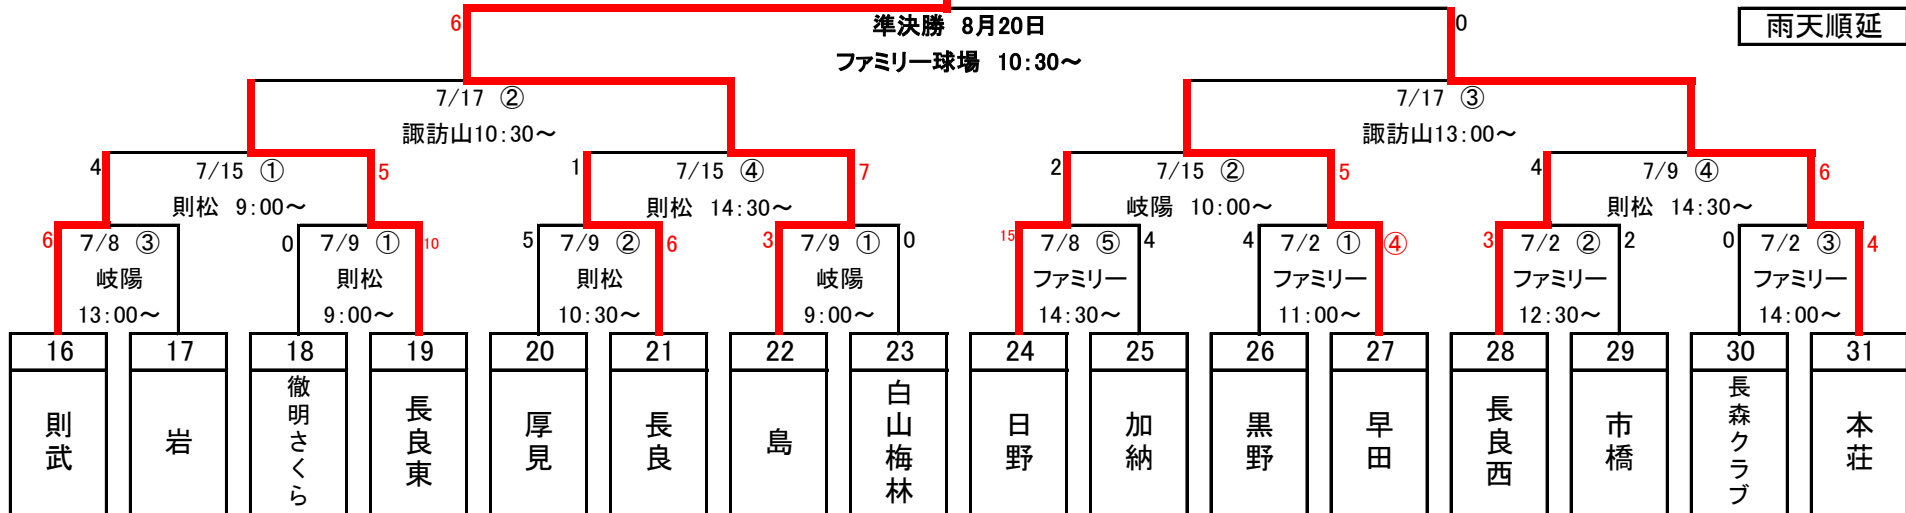 6 準決勝 8月20日 0 雨天順延
ファミリー球場 10:30～
7/17 ② 7/17 ③
諏訪山10:30～ 諏訪山13:00～
4 7/15 ① 5 1 7/15 ④ 7 2 7/15 ② 5 4 7/9 ④ 6
則松 9:00～ 則松 14:30～ 岐陽 10:00～ 則松 14:30～
6 7/8 ③ 0 7/9 ① 10 5 7/9 ② 6 3 7/9 ① 0 15 7/8 ⑤ 4 4 7/2 ① ④ 3 7/2 ② 2 0 7/2 ③ 4
岐陽 則松 則松 岐陽 ファミリー ファミリー ファミリー ファミリー
13:00～ 9:00～ 10:30～ 9:00～ 14:30～ 11:00～ 12:30～ 14:00～
16 17 18 19 20 21 22 23 24 25 26 27 28 29 30 31
則武
岩
徹明さくら
長良東
厚見
長良
島
白山梅林
日野
加納
黒野
早田
長良西
市橋
長森クラブ
本荘